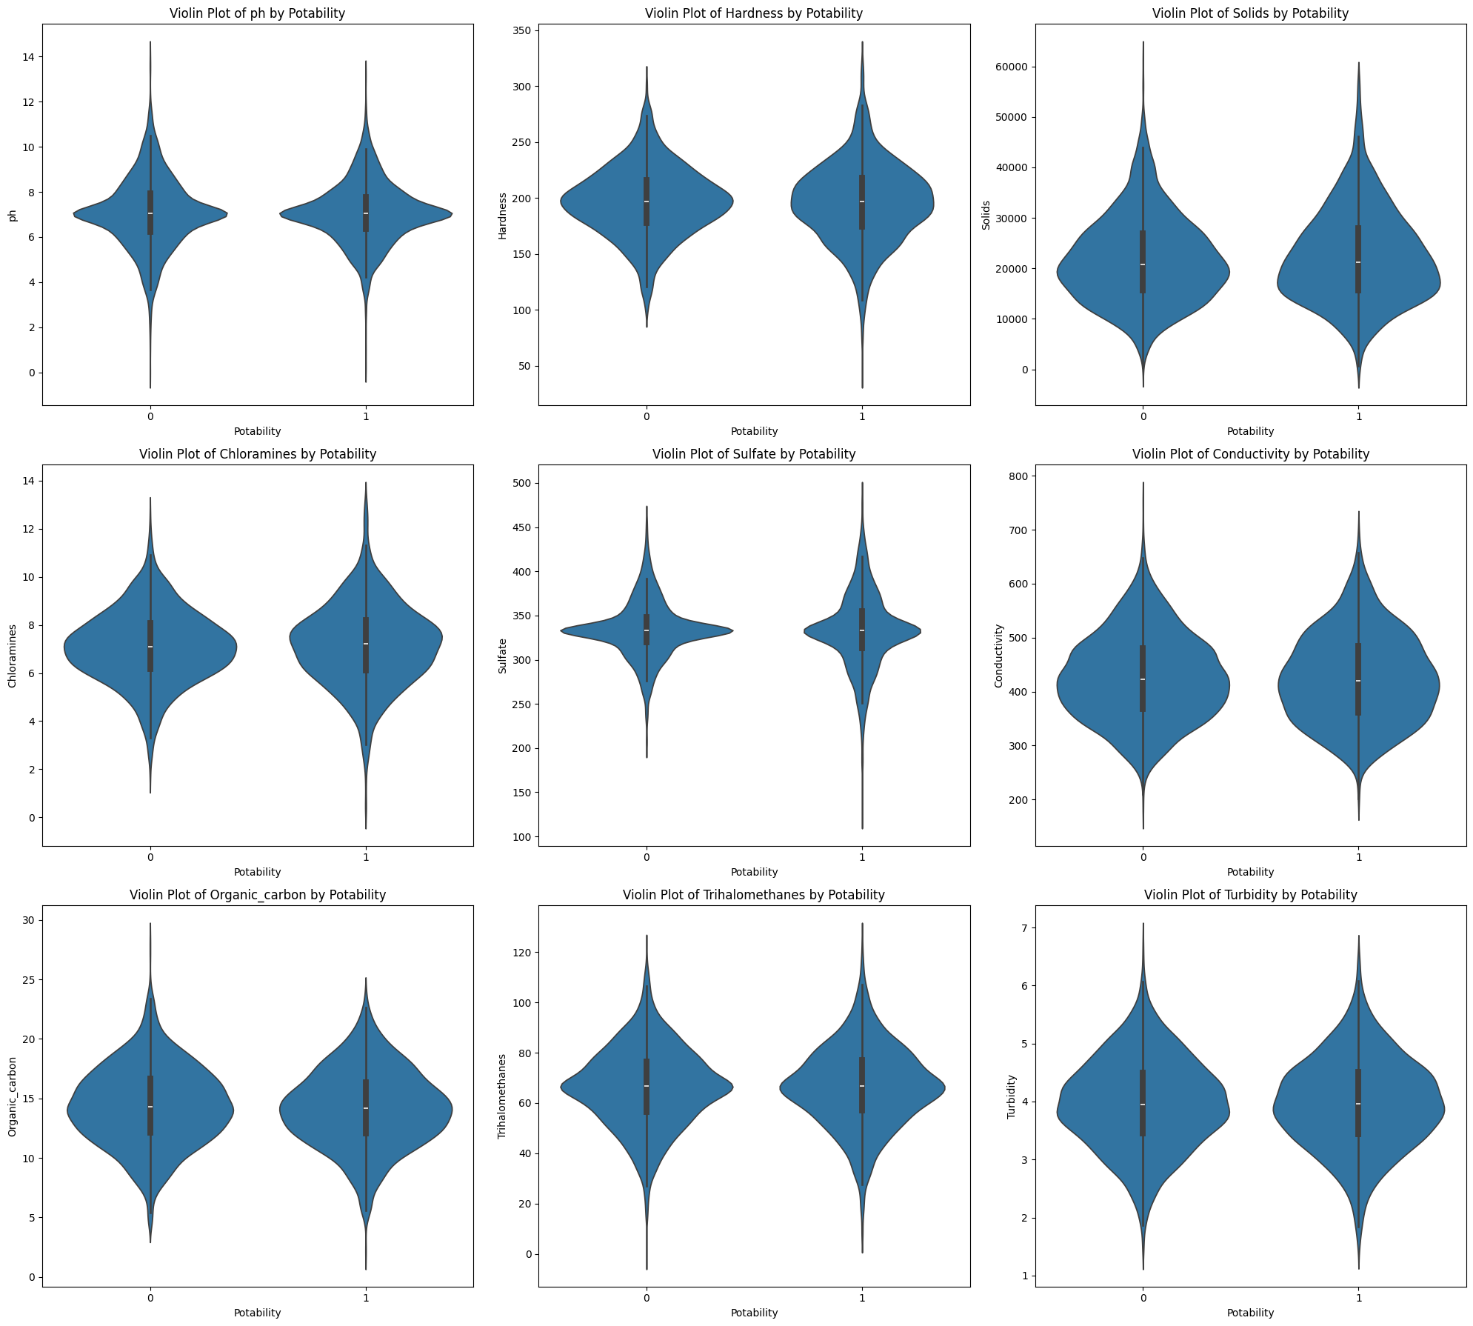 Violin Plot of ph by Potability
ph
14
12
10
8
6
4
2
0
0 1
Potability
Violin Plot of Hardness by Potability
Hardness
350
300
250
200
150
100
50
0 1
Potability
Violin Plot of Solids by Potability
Solids
60000
50000
40000
30000
20000
10000
0
0 1
Potability
Violin Plot of Chloramines by Potability
Chloramines
14
12
10
8
6
4
2
0
0 1
Potability
Violin Plot of Sulfate by Potability
Sulfate
500
450
400
350
300
250
200
150
100
0 1
Potability
Violin Plot of Conductivity by Potability
Conductivity
800
700
600
500
400
300
200
0 1
Potability
Violin Plot of Organic_carbon by Potability
Organic_carbon
30
25
20
15
10
5
0
0 1
Potability
Violin Plot of Trihalomethanes by Potability
Trihalomethanes
120
100
80
60
40
20
0
0 1
Potability
Violin Plot of Turbidity by Potability
Turbidity
7
6
5
4
3
2
1
0 1
Potability